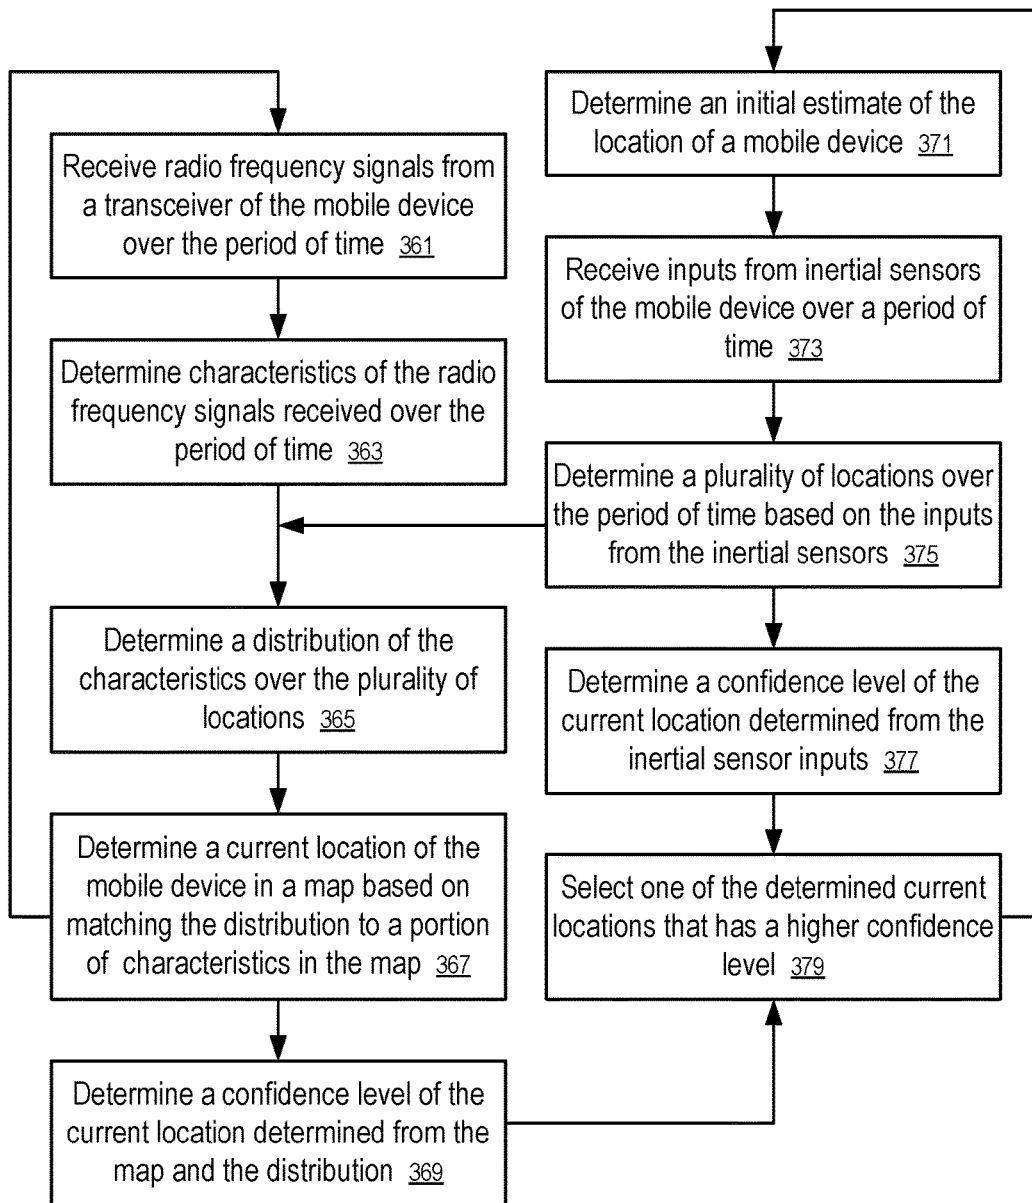 Receive radio frequency signals from
a transceiver of the mobile device
over the period of time 361
Determine characteristics of the radio
frequency signals received over the
period of time 363
Determine a distribution of the
characteristics over the plurality of
locations 365
Determine a current location of the
mobile device in a map based on
matching the distribution to a portion
of characteristics in the map 367
Determine a confidence level of the
current location determined from the
map and the distribution 369
Determine an initial estimate of the
location of a mobile device 371
Receive inputs from inertial sensors
of the mobile device over a period of
time 373
Determine a plurality of locations over
the period of time based on the inputs
from the inertial sensors 375
Determine a confidence level of the
current location determined from the
inertial sensor inputs 377
Select one of the determined current
locations that has a higher confidence
level 379